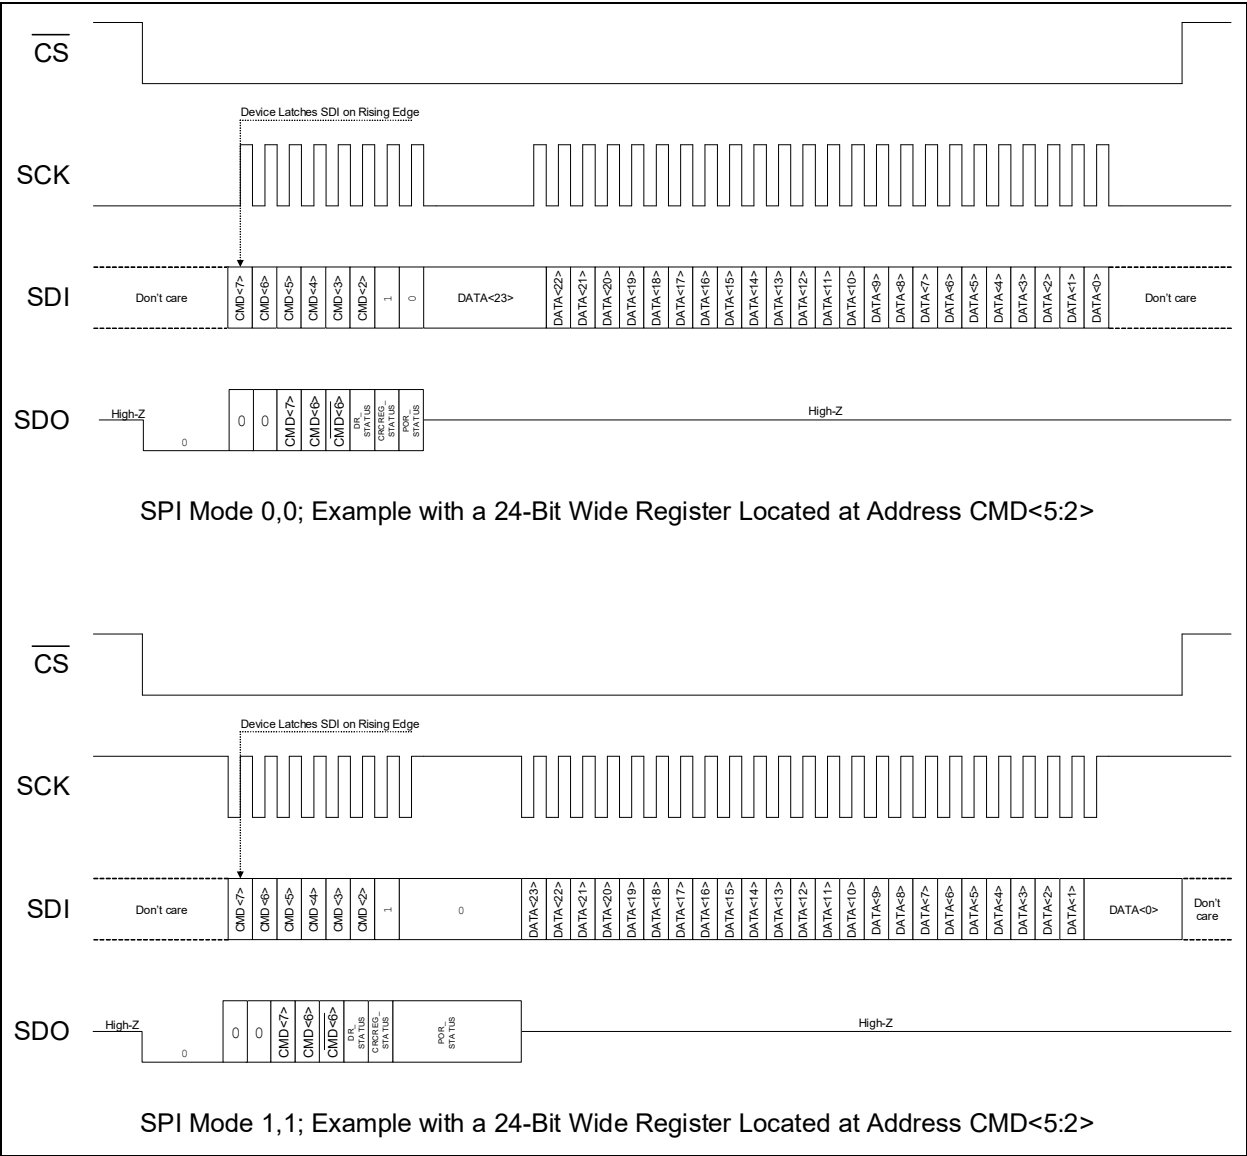 CS
Device Latches SDI on Rising Edge
SCK
SDI
Don't care
CMD<7>
CMD<6>
CMD<5>
CMD<4>
CMD<3>
CMD<2>
1
0
DATA<23>
DATA<22>
DATA<21>
DATA<20>
DATA<19>
DATA<18>
DATA<17>
DATA<16>
DATA<15>
DATA<14>
DATA<13>
DATA<12>
DATA<11>
DATA<10>
DATA<9>
DATA<8>
DATA<7>
DATA<6>
DATA<5>
DATA<4>
DATA<3>
DATA<2>
DATA<1>
DATA<0>
Don't care
SDO
High-Z
0
0
0
CMD<7>
CMD<6>
CMD<6>
DR_
STATUS
CRCREG_
STATUS
POR_
STATUS
High-Z
SPI Mode 0,0; Example with a 24-Bit Wide Register Located at Address CMD<5:2>
CS
Device Latches SDI on Rising Edge
SCK
SDI
Don't care
CMD<7>
CMD<6>
CMD<5>
CMD<4>
CMD<3>
CMD<2>
1
0
DATA<23>
DATA<22>
DATA<21>
DATA<20>
DATA<19>
DATA<18>
DATA<17>
DATA<16>
DATA<15>
DATA<14>
DATA<13>
DATA<12>
DATA<11>
DATA<10>
DATA<9>
DATA<8>
DATA<7>
DATA<6>
DATA<5>
DATA<4>
DATA<3>
DATA<2>
DATA<1>
DATA<0>
Don't
care
SDO
High-Z
0
0
0
CMD<7>
CMD<6>
CMD<6>
DR_
STATUS
CRCREG_
STATUS
POR_
STATUS
High-Z
SPI Mode 1,1; Example with a 24-Bit Wide Register Located at Address CMD<5:2>